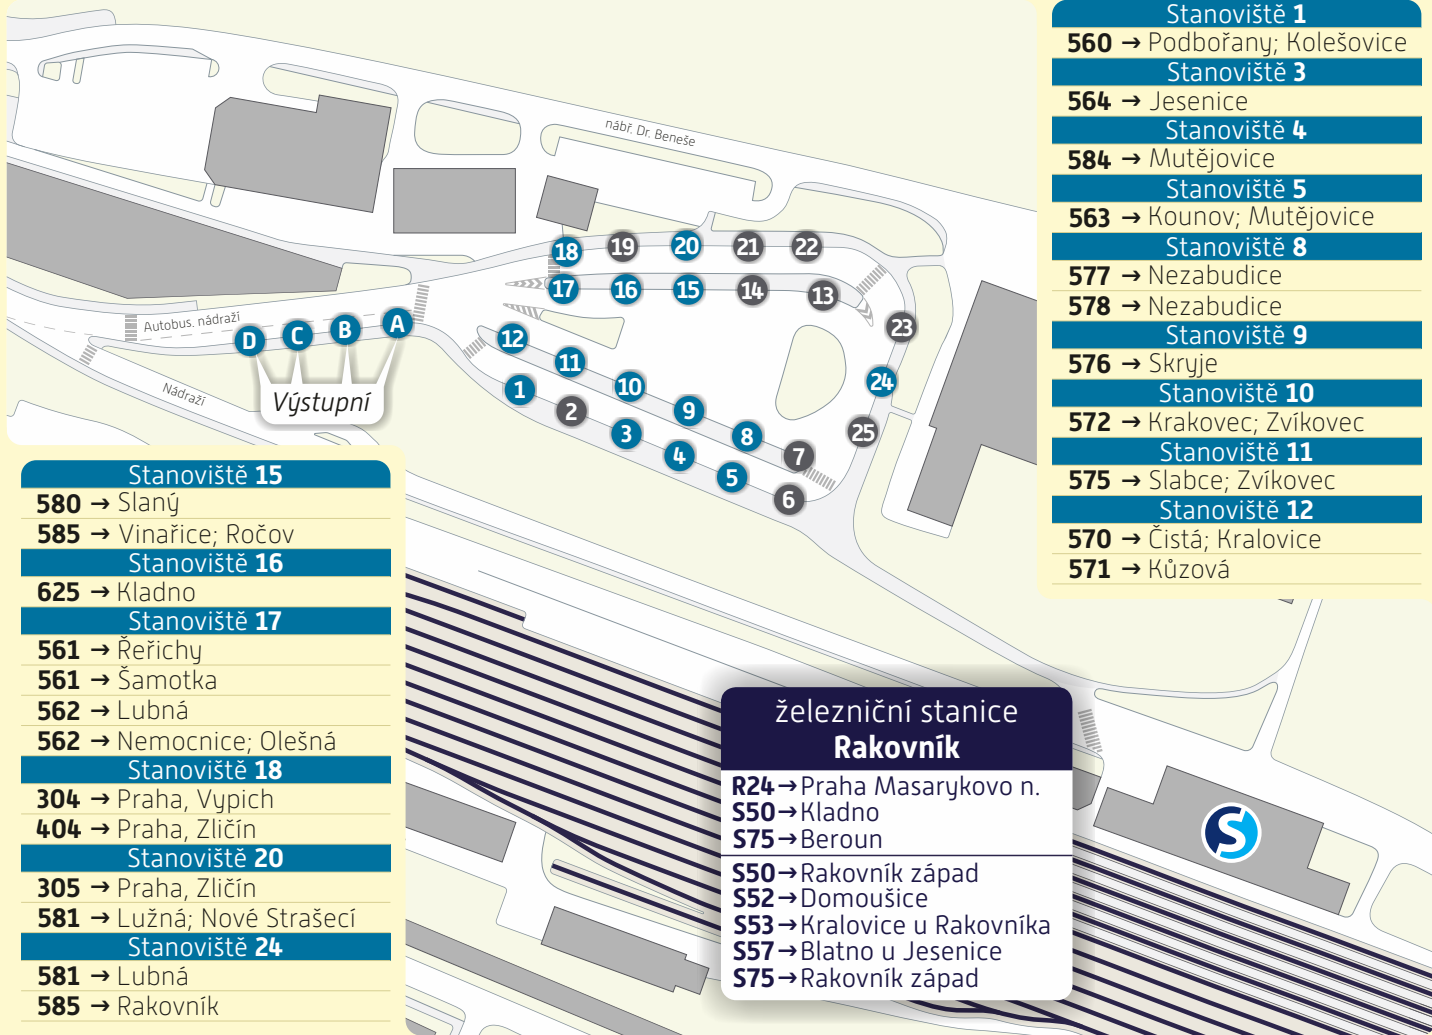 Stanoviště 1
560 → Podbořany; Kolešovice
Stanoviště 3
564 → Jesenice
Stanoviště 4
584 → Mutějovice
Stanoviště 5
563 → Kounov; Mutějovice
Stanoviště 8
577 → Nezabudice
578 → Nezabudice
Stanoviště 9
576 → Skryje
Stanoviště 10
572 → Krakovec; Zvíkovec
Stanoviště 11
575 → Slabce; Zvíkovec
Stanoviště 12
570 → Čistá; Kralovice
571 → Kůzová
nábř. Dr. Beneše
18
19
20
21
22
17
16
15
14
13
23
24
25
Autobus. nádraží
D
C
B
A
Výstupní
Nádraží
12
11
10
9
8
7
1
2
3
4
5
6
Stanoviště 15
580 → Slaný
585 → Vinařice; Ročov
Stanoviště 16
625 → Kladno
Stanoviště 17
561 → Řeřichy
561 → Šamotka
562 → Lubná
562 → Nemocnice; Olešná
Stanoviště 18
304 → Praha, Vypich
404 → Praha, Zličín
Stanoviště 20
305 → Praha, Zličín
581 → Lužná; Nové Strašecí
Stanoviště 24
581 → Lubná
585 → Rakovník
železniční stanice
Rakovník
R24→Praha Masarykovo n.
S50→Kladno
S75→Beroun
S50→Rakovník západ
S52→Domoušice
S53→Kralovice u Rakovníka
S57→Blatno u Jesenice
S75→Rakovník západ
S